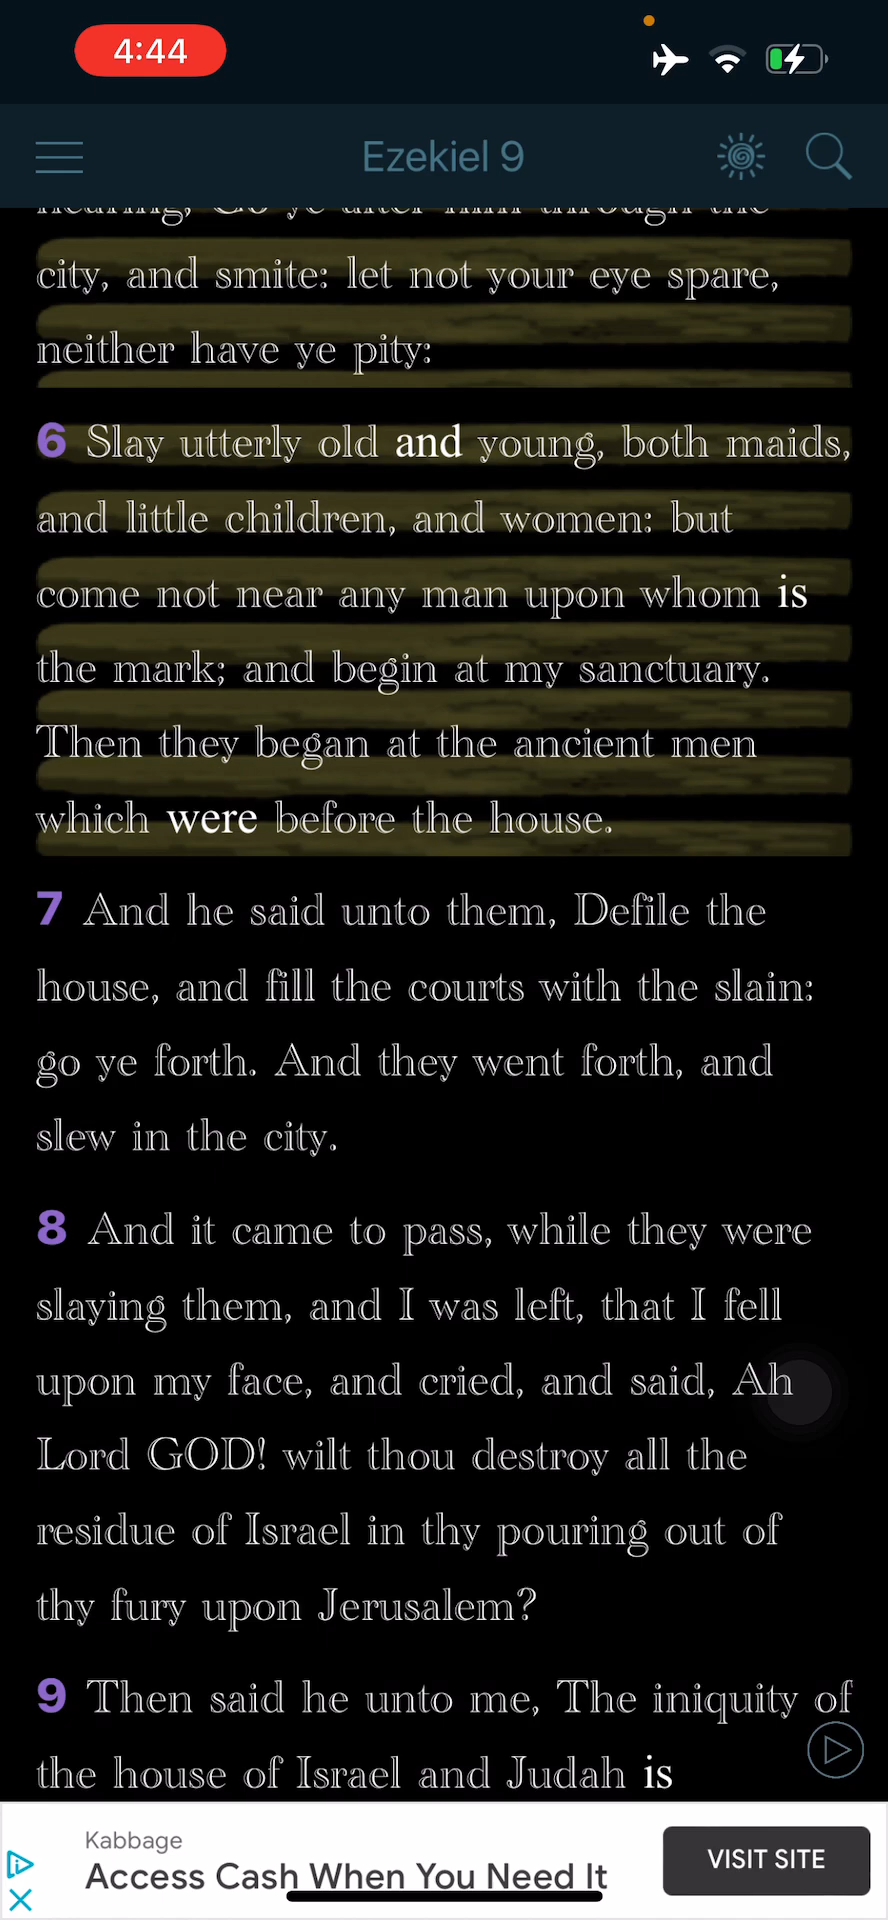 4:44
Ezekiel 9
hearing, Go ye after him through the
city, and smite: let not your eye spare,
neither have ye pity:
6 Slay utterly old and young, both maids,
and little children, and women: but
come not near any man upon whom is
the mark; and begin at my sanctuary.
Then they began at the ancient men
which were before the house.
7 And he said unto them, Defile the
house, and fill the courts with the slain:
go ye forth. And they went forth, and
slew in the city.
8 And it came to pass, while they were
slaying them, and I was left, that I fell
upon my face, and cried, and said, Ah
Lord GOD! wilt thou destroy all the
residue of Israel in thy pouring out of
thy fury upon Jerusalem?
9 Then said he unto me, The iniquity of
the house of Israel and Judah is
Kabbage
Access Cash When You Need It
VISIT SITE